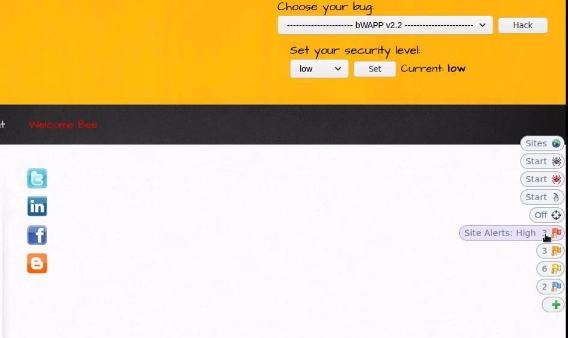 Choose your bug:
---------------------- bWAPP v2.2 ----------------------- Hack
Set your security level:
low Set Current: low
t Welcome Bee
Sites
Start
Start
Start
Off
Site Alerts: High 3
3
6
2